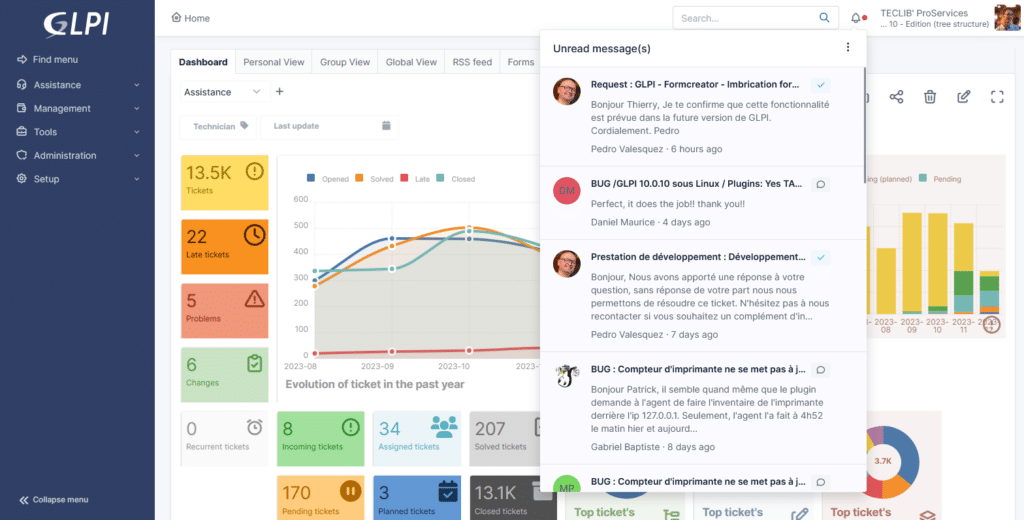 GLPI
Find menu
Assistance
Management
Tools
Administration
Setup
Collapse menu
Home
Search...
TECLIB' ProServices
... 10 - Edition (tree structure)
Dashboard
Personal View
Group View
Global View
RSS feed
Forms
Assistance
Technician
Last update
13.5K
Tickets
22
Late tickets
5
Problems
6
Changes
Opened
Solved
Late
Closed
600
500
400
300
200
100
0
2023-08
2023-09
2023-10
Evolution of ticket in the past year
0
Recurrent tickets
8
Incoming tickets
34
Assigned tickets
207
Solved tickets
170
Pending tickets
3
Planned tickets
13.1K
Closed tickets
Unread message(s)
Request : GLPI - Formcreator - Imbrication for...
Bonjour Thierry, Je te confirme que cette fonctionnalité
est prévue dans la future version de GLPI.
Cordialement. Pedro
Pedro Valesquez · 6 hours ago
DM
BUG /GLPI 10.0.10 sous Linux / Plugins: Yes TA...
Perfect, it does the job!! thank you!!
Daniel Maurice · 4 days ago
Prestation de développement : Développement...
Bonjour, Nous avons apporté une réponse à votre
question, sans réponse de votre part nous nous
permettons de résoudre ce ticket. N'hésitez pas à nous
recontacter si vous souhaitez un complément d'in...
Pedro Valesquez · 7 days ago
BUG : Compteur d'imprimante ne se met pas à j...
Bonjour Patrick, il semble quand même que le plugin
demande à l'agent de faire l'inventaire de l'imprimante
derrière l'ip 127.0.0.1. Seulement, l'agent l'a fait à 4h52
le matin hier et aujourd...
Gabriel Baptiste · 8 days ago
MP
BUG : Compteur d'imprimante ne se met pas à j...
(planned)
Pending
2023-
08
2023-
09
2023-
10
2023-
11
2023-
3.7K
Top ticket's
Top ticket's
Top ticket's